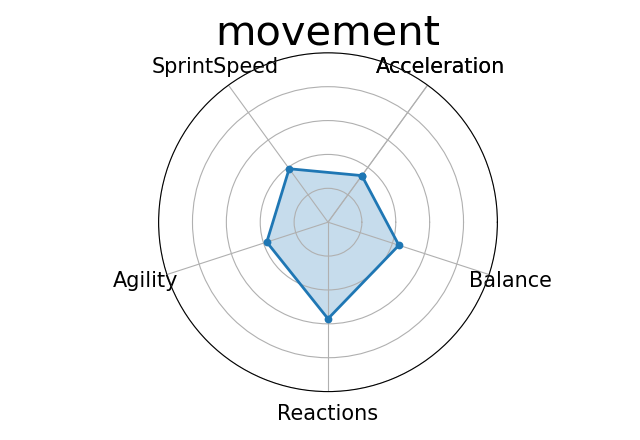 movement
SprintSpeed
Acceleration
Agility
Balance
Reactions